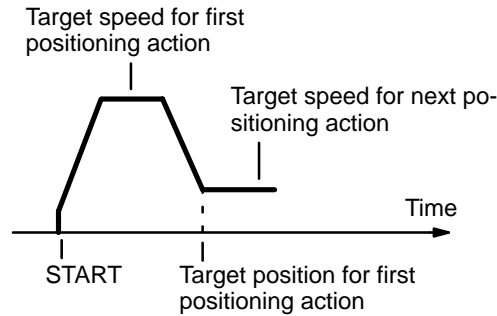 Target speed for first
positioning action
Target speed for next po-
sitioning action
Time
START
Target position for first
positioning action